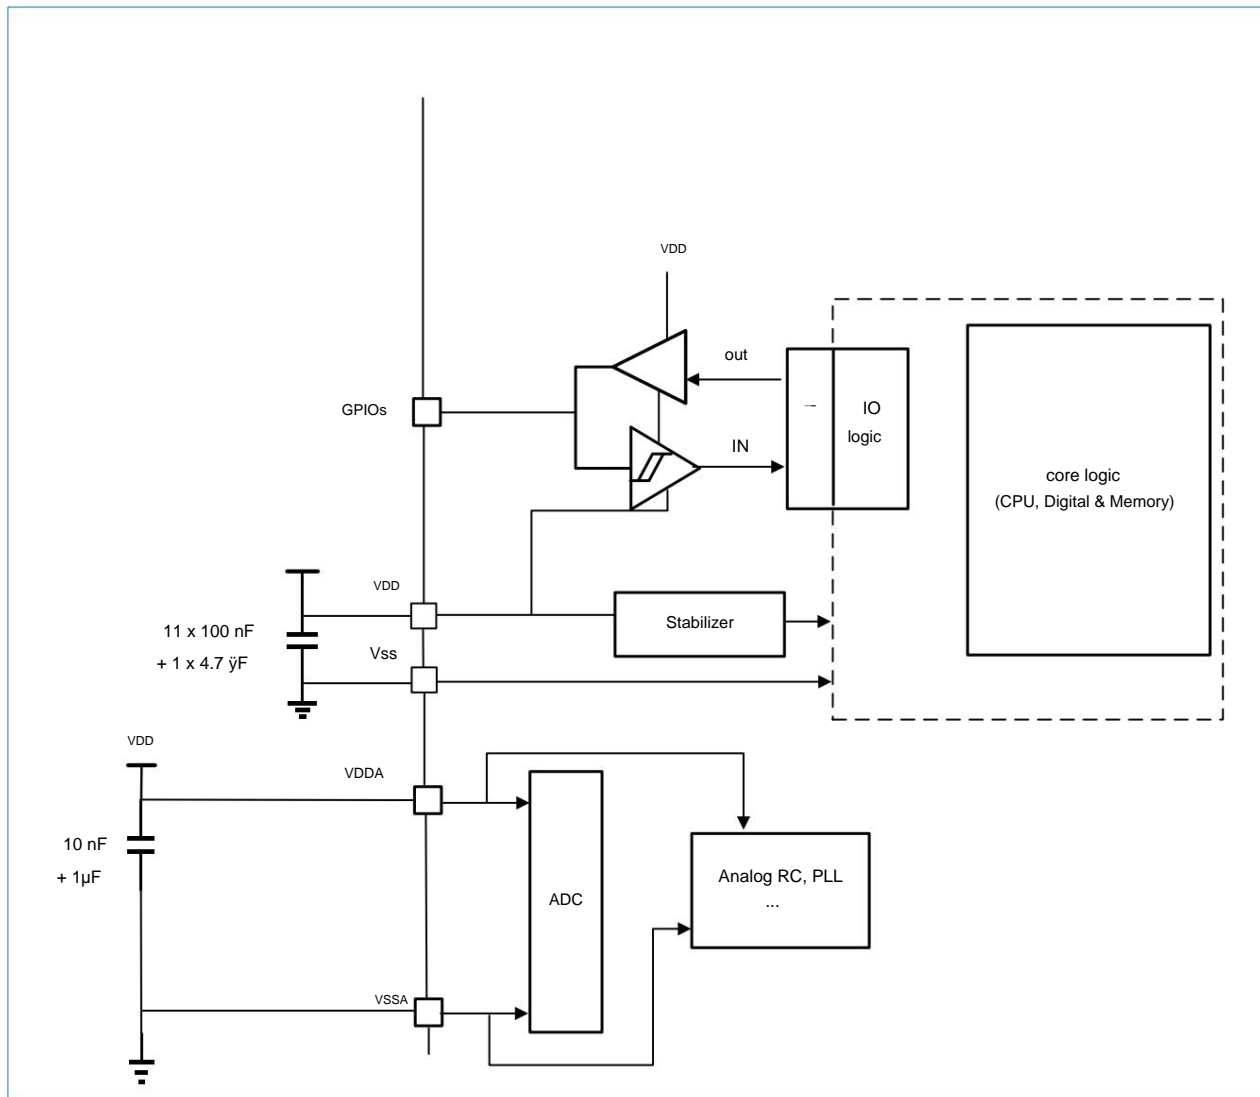 VDD
out
GPIOs
IO
logic
IN
core logic
(CPU, Digital & Memory)
VDD
11 x 100 nF
+ 1 x 4.7 ÿF
Stabilizer
Vss
VDD
VDDA
10 nF
+ 1µF
ADC
Analog RC, PLL
...
VSSA